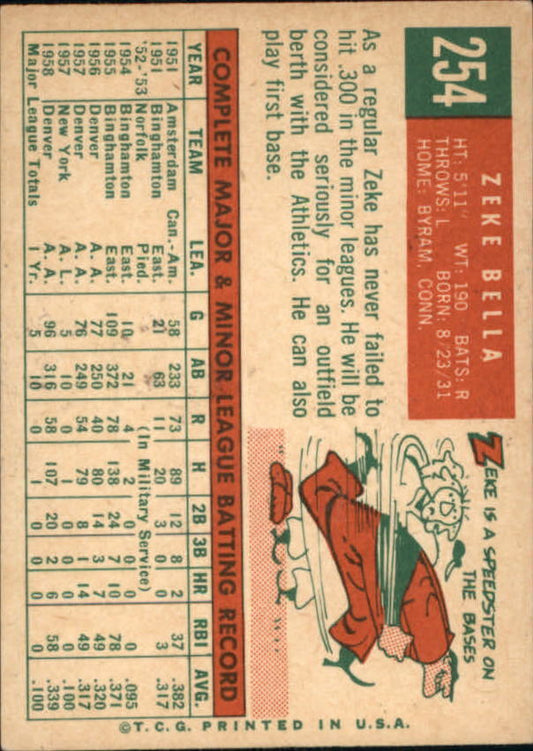 254
ZEKE BELLA
HT: 5'11" WT: 190 BATS: R
THROWS: L BORN: 8/23/31
HOME: BYRAM, CONN.
As a regular Zeke has never failed to
hit .300 in the minor leagues. He will be
considered seriously for an outfield
berth with the Athletics. He can also
play first base.
ZEKE IS A SPEEDSTER ON
THE BASES
COMPLETE MAJOR & MINOR LEAGUE BATTING RECORD
YEAR TEAM LEA. G AB R H 2B 3B HR RBI AVG.
1951 Amsterdam Can.-Am. 58 233 73 89 12 8 2 37 .382
1951 Binghamton East. 21 63 11 20 3 0 0 3 .317
'52-'53 Norfolk Pied. (In Military Service)
1954 Binghamton East. 10 21 4 2 0 0 0 0 .095
1955 Binghamton East. 109 372 78 138 24 7 10 78 .371
1956 Denver A. A. 77 250 40 80 14 3 7 49 .320
1957 Denver A. A. 76 249 54 79 8 1 14 49 .317
1957 New York A. L. 5 10 0 1 0 0 0 0 .100
1958 Denver A. A. 96 316 58 107 20 2 6 58 .339
Major League Totals 1 Yr. 5 10 0 1 0 0 0 0 .100
©T.C.G. PRINTED IN U.S.A.